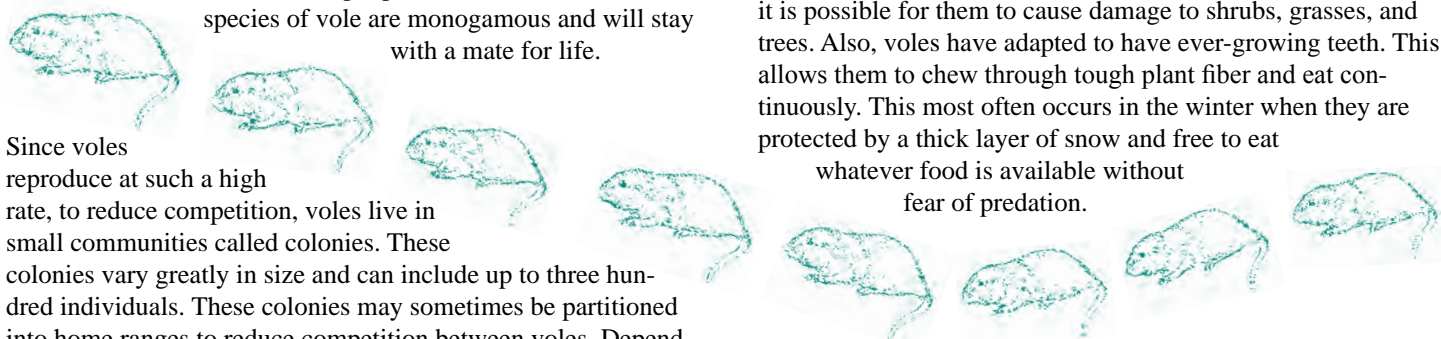 species of vole are monogamous and will stay
with a mate for life.
Since voles
reproduce at such a high
rate, to reduce competition, voles live in
small communities called colonies. These
colonies vary greatly in size and can include up to three hun-
dred individuals. These colonies may sometimes be partitioned
into home ranges to reduce competition between voles. Depend
it is possible for them to cause damage to shrubs, grasses, and
trees. Also, voles have adapted to have ever-growing teeth. This
allows them to chew through tough plant fiber and eat con-
tinuously. This most often occurs in the winter when they are
protected by a thick layer of snow and free to eat
whatever food is available without
fear of predation.